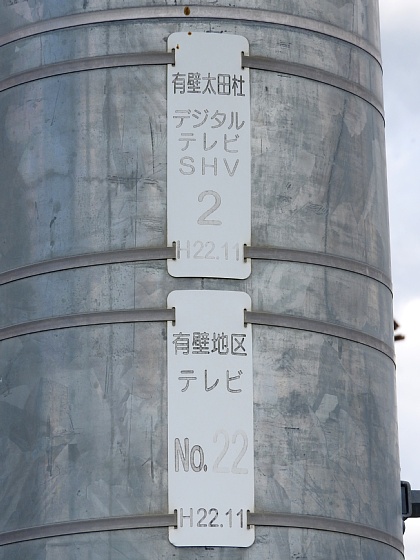 有壁太田社
デジタル
テレビ
SHV
2
H22.11
有壁地区
テレビ
No.22
H22.11